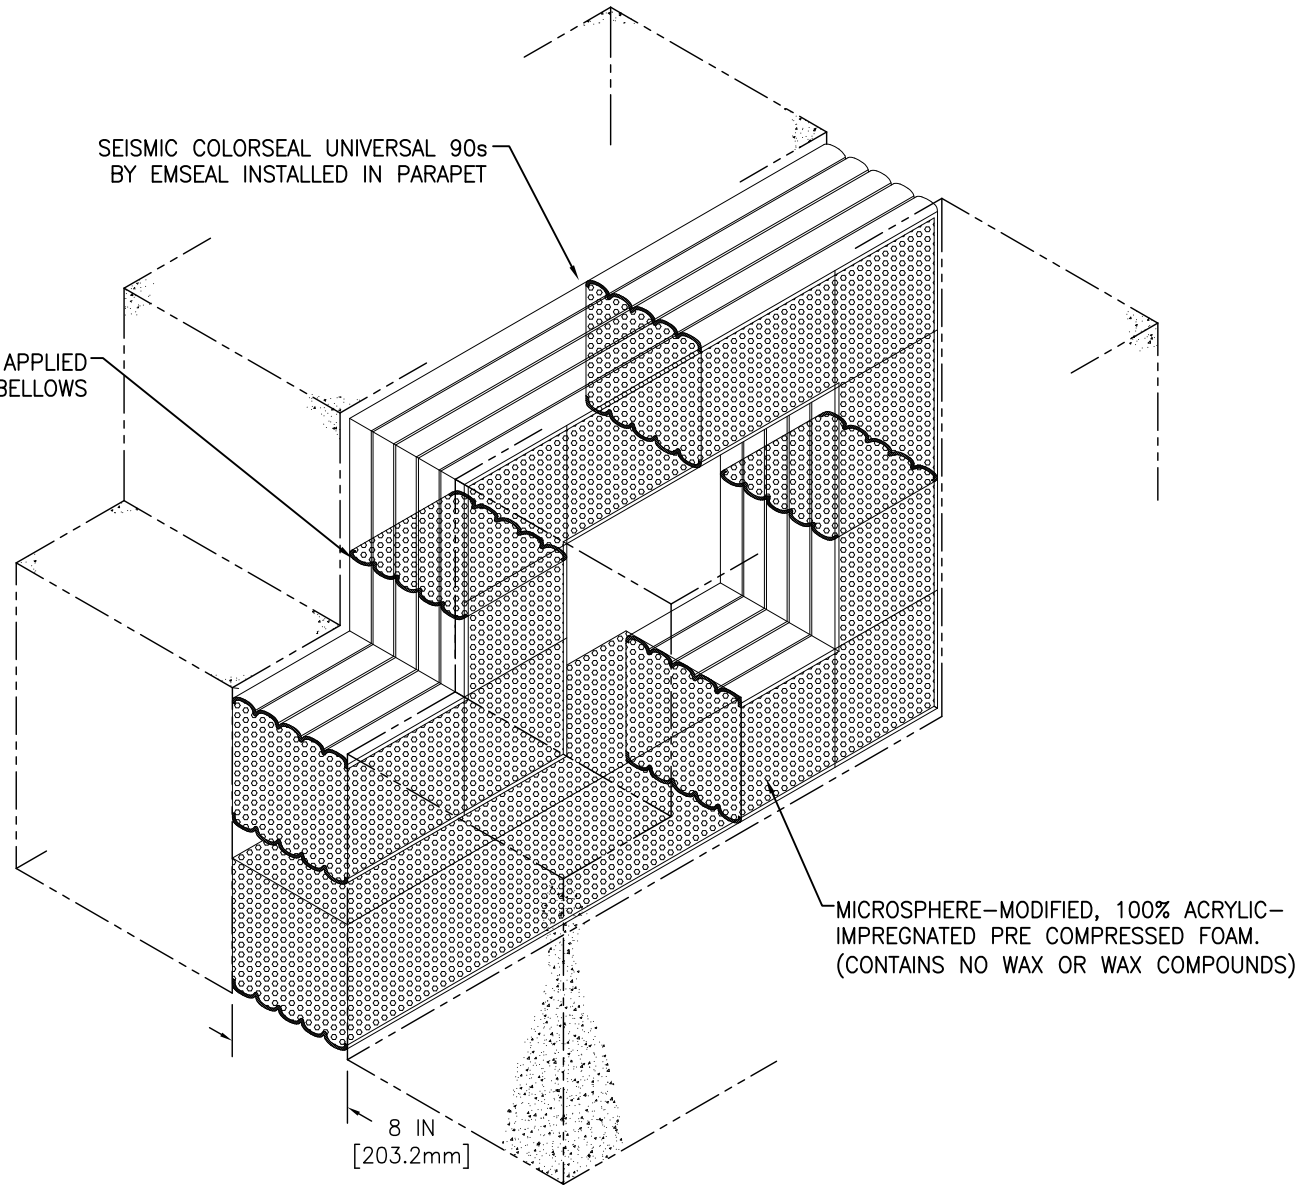 SEISMIC COLORSEAL UNIVERSAL 90s
BY EMSEAL INSTALLED IN PARAPET
APPLIED
BELLOWS
MICROSPHERE-MODIFIED, 100% ACRYLIC-
IMPREGNATED PRE COMPRESSED FOAM.
(CONTAINS NO WAX OR WAX COMPOUNDS)
8 IN
[203.2mm]